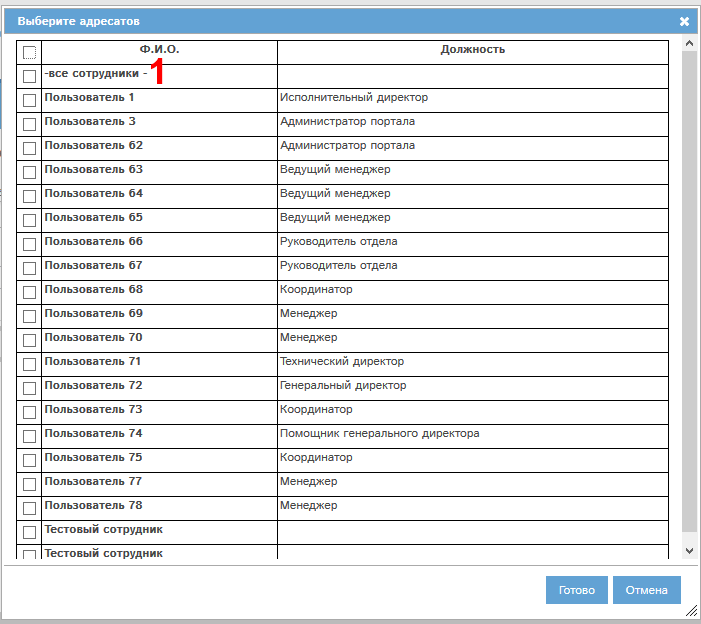 Выберите адресатов
Ф.И.О. Должность
-все сотрудники - 1
Пользователь 1 Исполнительный директор
Пользователь 3 Администратор портала
Пользователь 62 Администратор портала
Пользователь 63 Ведущий менеджер
Пользователь 64 Ведущий менеджер
Пользователь 65 Ведущий менеджер
Пользователь 66 Руководитель отдела
Пользователь 67 Руководитель отдела
Пользователь 68 Координатор
Пользователь 69 Менеджер
Пользователь 70 Менеджер
Пользователь 71 Технический директор
Пользователь 72 Генеральный директор
Пользователь 73 Координатор
Пользователь 74 Помощник генерального директора
Пользователь 75 Координатор
Пользователь 77 Менеджер
Пользователь 78 Менеджер
Тестовый сотрудник
Тестовый сотрудник
Готово Отмена